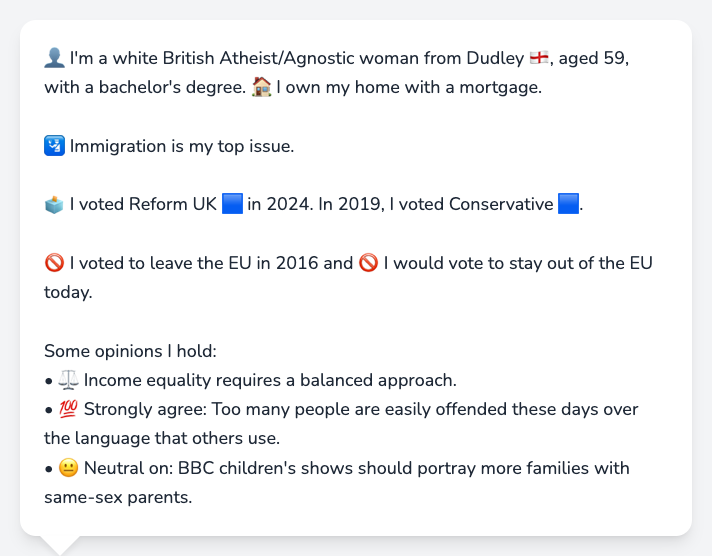 👤 I'm a white British Atheist/Agnostic woman from Dudley 🏴󠁧󠁢󠁥󠁮󠁧󠁿, aged 59,
with a bachelor's degree. 🏠 I own my home with a mortgage.
🛂 Immigration is my top issue.
🗳️ I voted Reform UK 🟦 in 2024. In 2019, I voted Conservative 🟦.
🚫 I voted to leave the EU in 2016 and 🚫 I would vote to stay out of the EU
today.
Some opinions I hold:
• ⚖️ Income equality requires a balanced approach.
• 💯 Strongly agree: Too many people are easily offended these days over
the language that others use.
• 😐 Neutral on: BBC children's shows should portray more families with
same-sex parents.